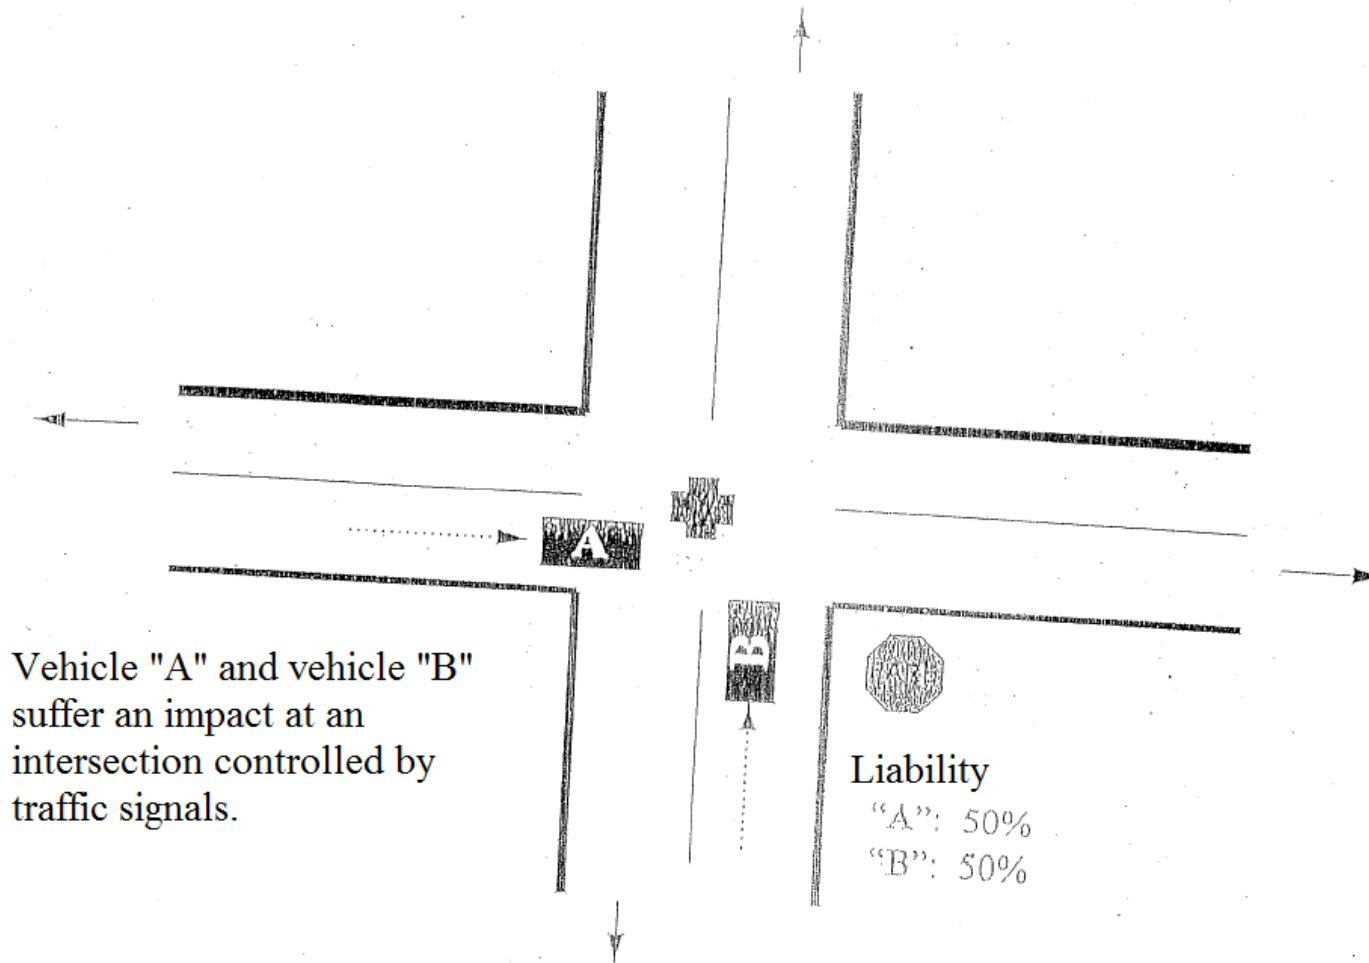 A
B
Vehicle "A" and vehicle "B"
suffer an impact at an
intersection controlled by
traffic signals.
Liability
“A”: 50%
“B”: 50%